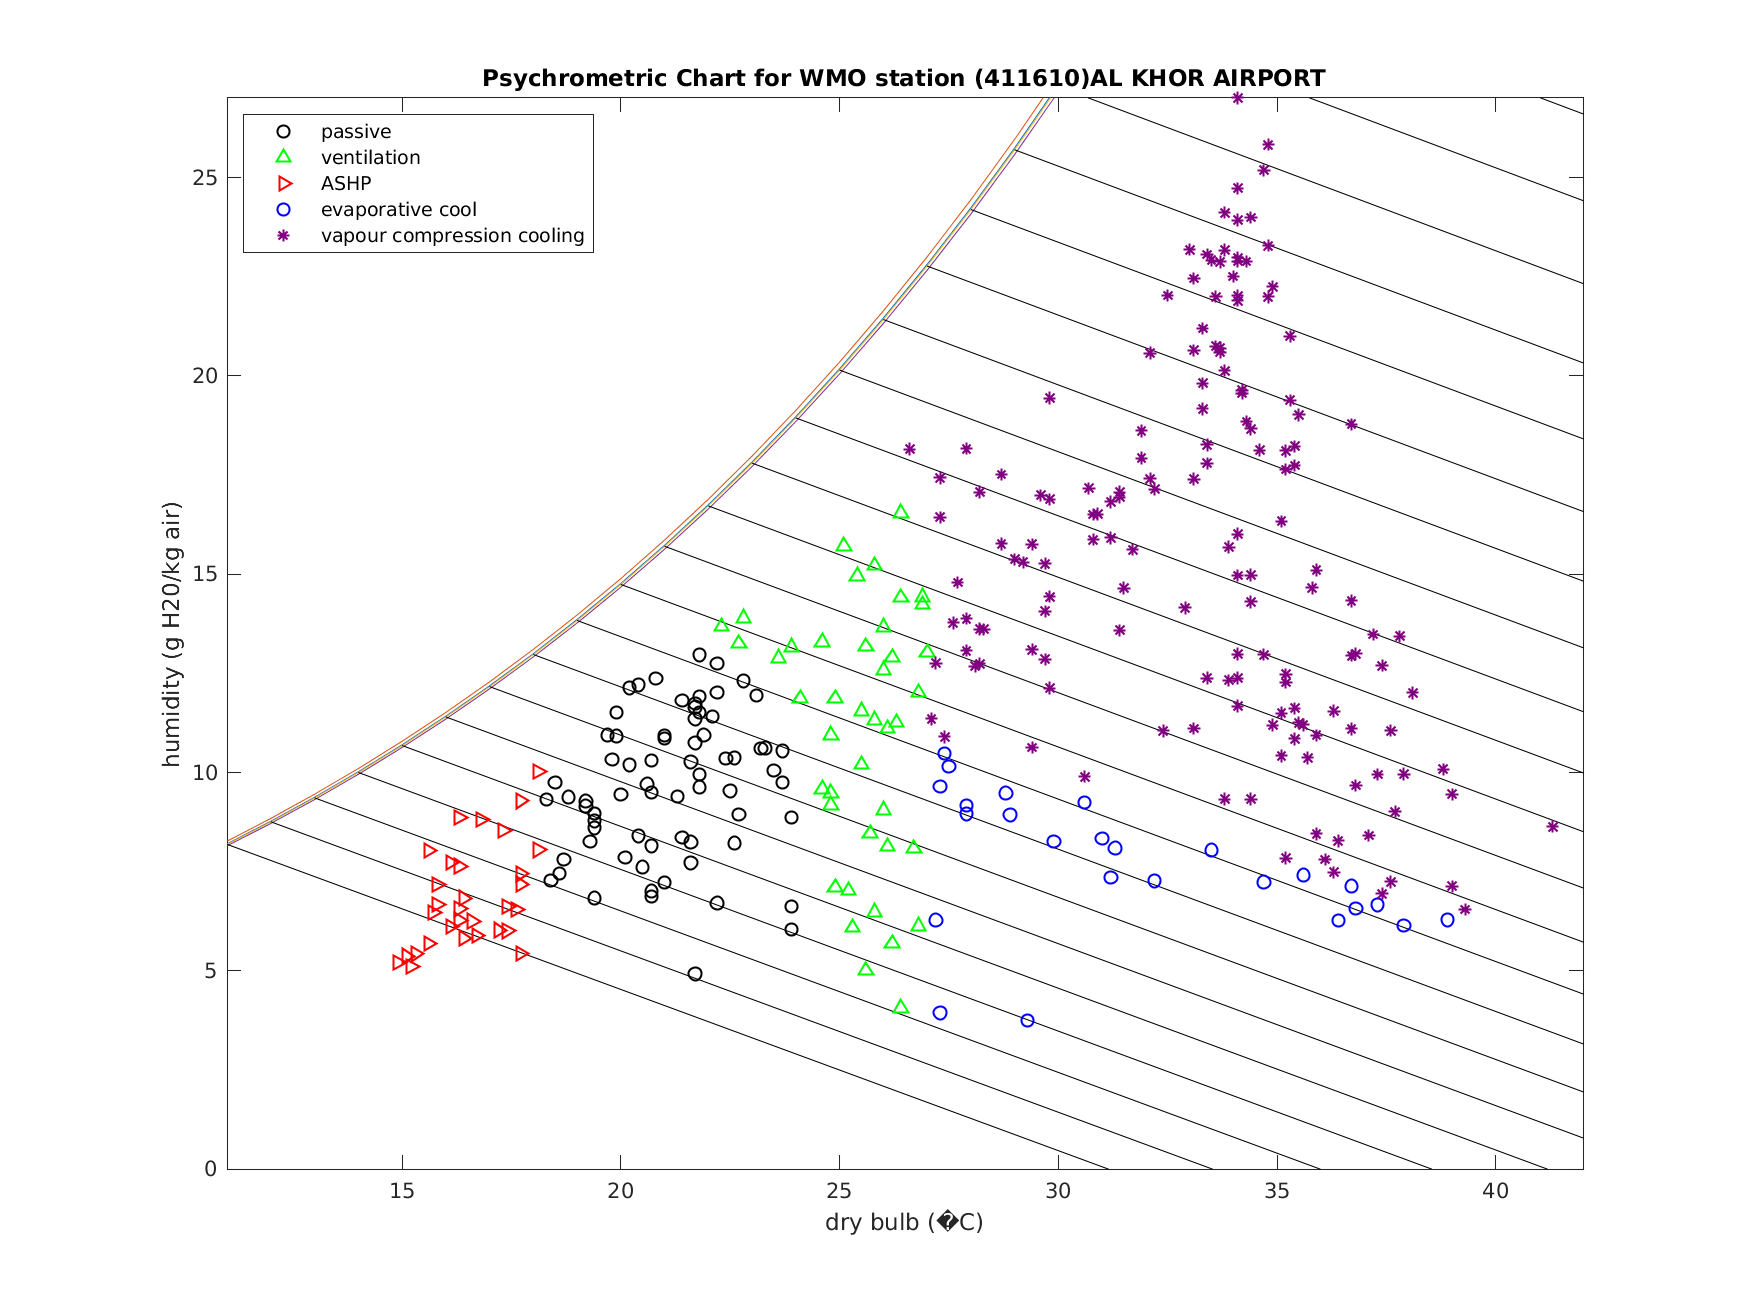 Psychrometric Chart for WMO station (411610)AL KHOR AIRPORT
passive
ventilation
ASHP
evaporative cool
vapour compression cooling
25
20
15
10
5
0
humidity (g H20/kg air)
15 20 25 30 35 40
dry bulb (�C)